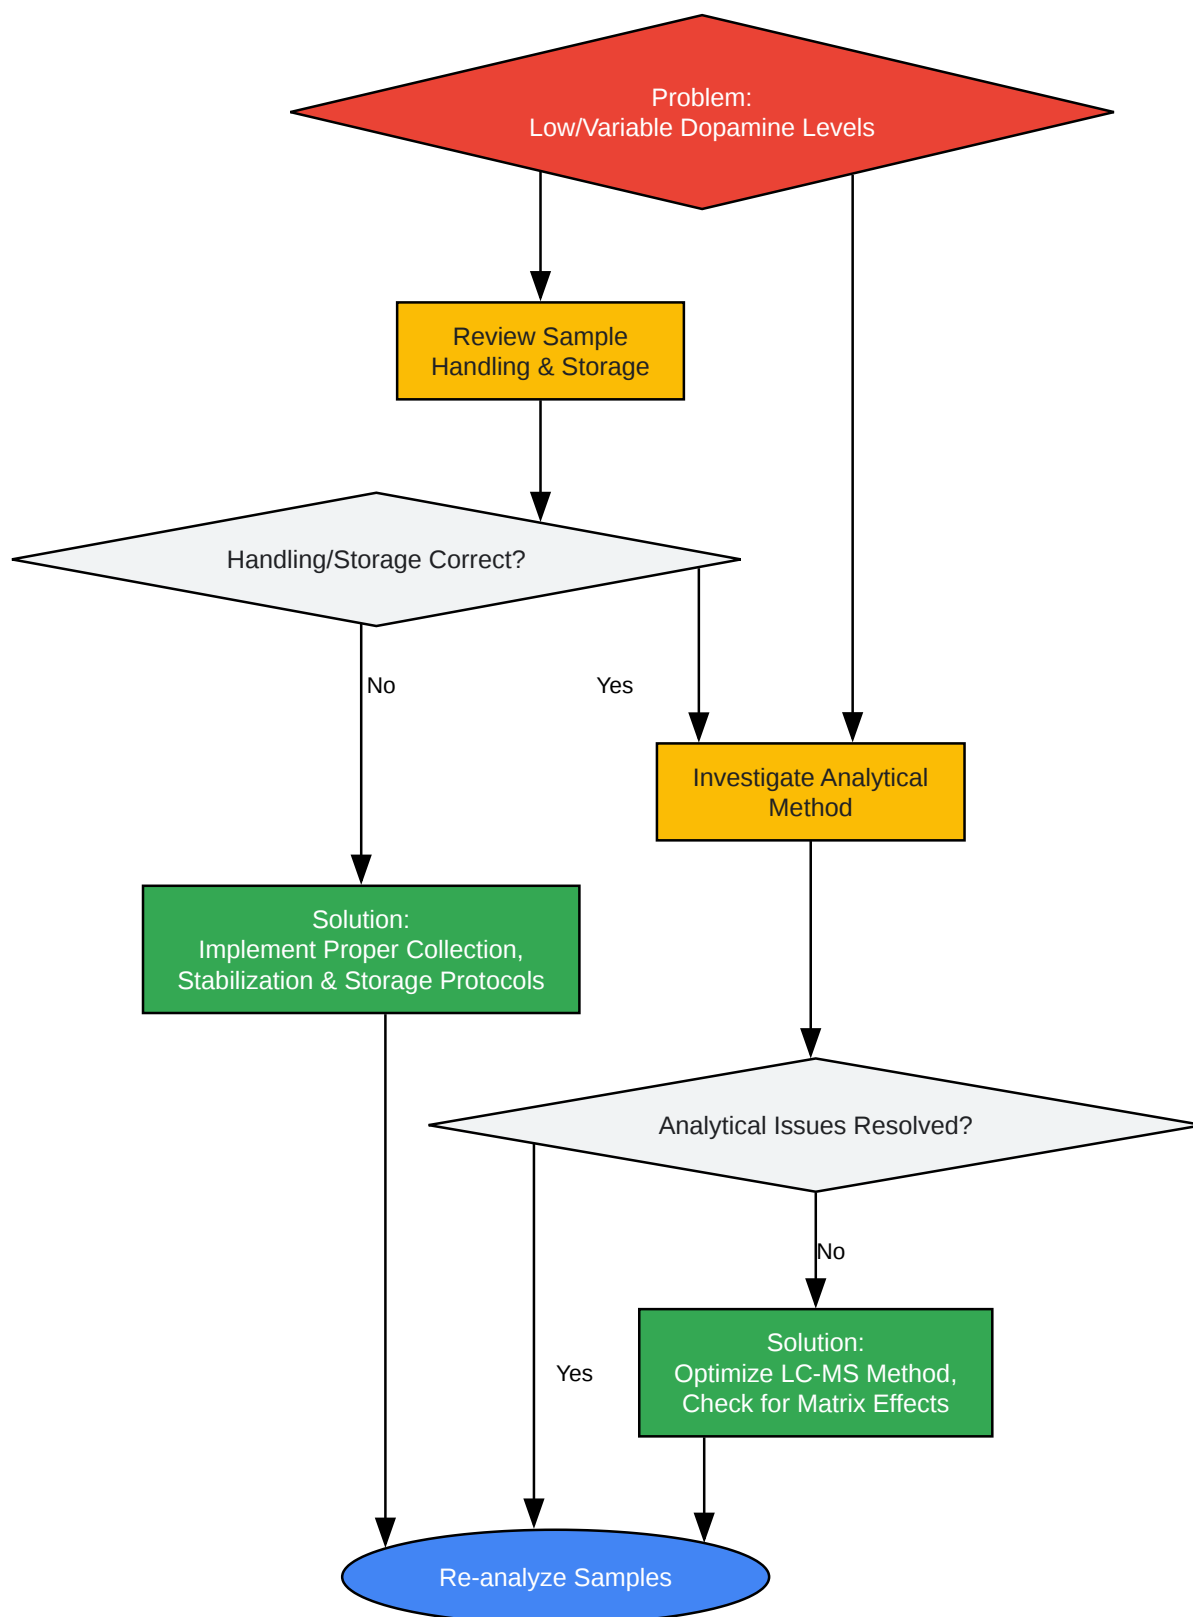 Problem:
Low/Variable Dopamine Levels
Review Sample
Handling & Storage
Handling/Storage Correct?
No
Yes
Investigate Analytical
Method
Solution:
Implement Proper Collection,
Stabilization & Storage Protocols
Analytical Issues Resolved?
No
Solution:
Optimize LC-MS Method,
Check for Matrix Effects
Yes
Re-analyze Samples